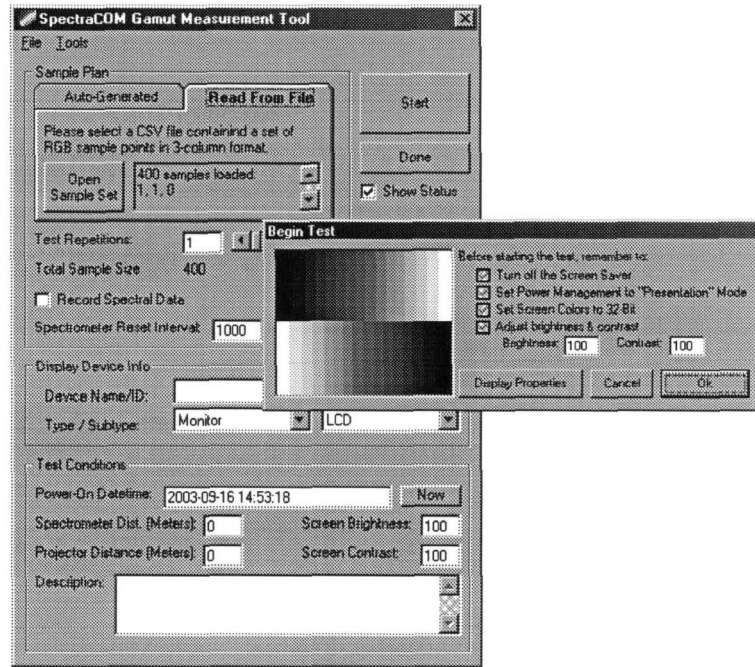 SpectraCOM Gamut Measurement Tool
File Tools
Sample Plan
Auto-Generated Read From File
Please select a CSV file containind a set of
RGB sample points in 3-column format.
Open
Sample Set
400 samples loaded.
1, 1, 0
Start
Done
Show Status
Test Repetitions: 1
Total Sample Size 400
Record Spectral Data
Spectrometer Reset Interval: 1000
Display Device Info
Device Name/ID:
Type / Subtype: Monitor LCD
Test Conditions
Power-On Datetime: 2003-09-16 14:53:18 Now
Spectrometer Dist. (Meters): 0 Screen Brightness: 100
Projector Distance (Meters): 0 Screen Contrast: 100
Description:
Begin Test
Before starting the test, remember to:
Turn off the Screen Saver
Set Power Management to "Presentation" Mode
Set Screen Colors to 32-Bit
Adjust brightness & contrast
Brightness: 100 Contrast: 100
Display Properties Cancel Ok